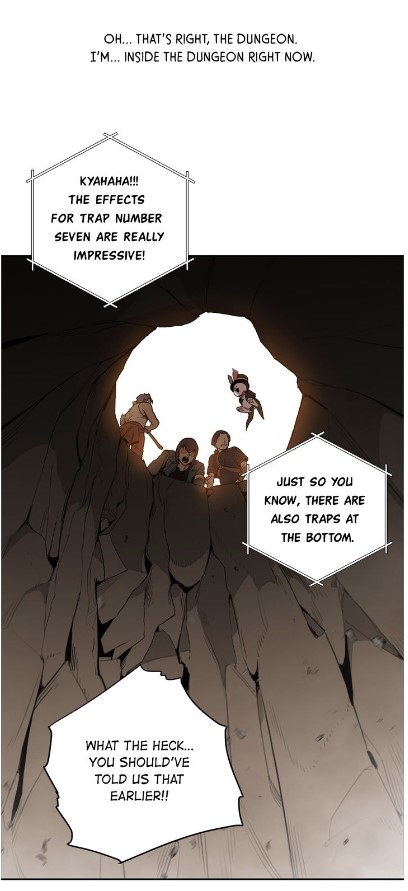 OH... THAT'S RIGHT, THE DUNGEON.
I'M... INSIDE THE DUNGEON RIGHT NOW.
KYAHAHA!!!
THE EFFECTS
FOR TRAP NUMBER
SEVEN ARE REALLY
IMPRESSIVE!
JUST SO YOU
KNOW, THERE ARE
ALSO TRAPS AT
THE BOTTOM.
WHAT THE HECK...
YOU SHOULD'VE
TOLD US THAT
EARLIER!!